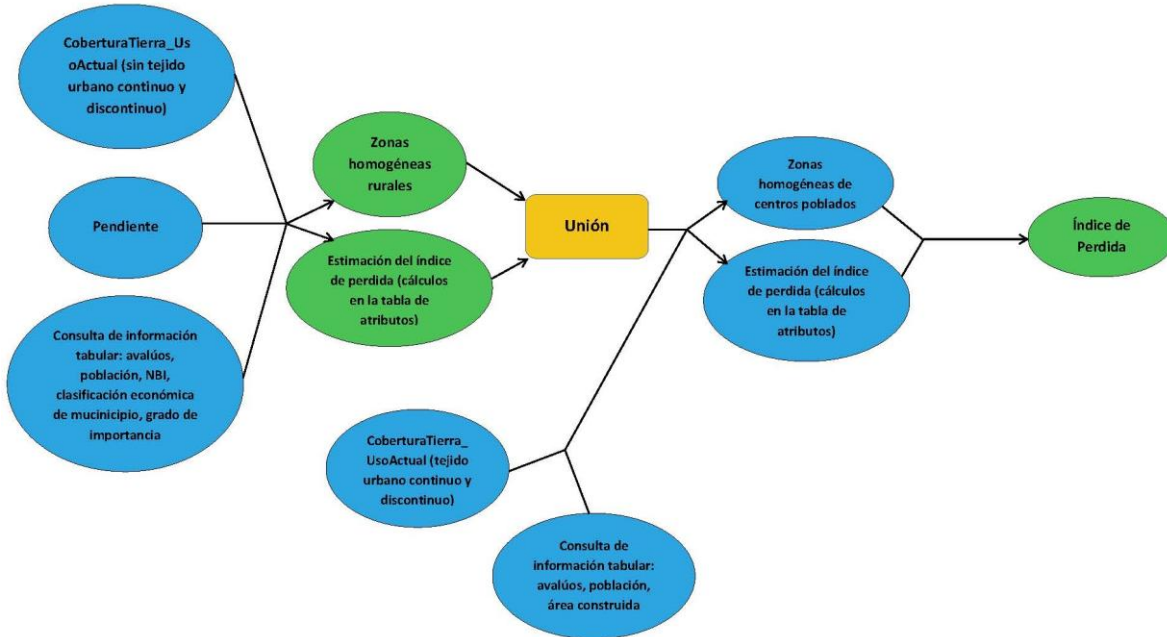 CoberturaTierra_Us
oActual (sin tejido
urbano continuo y
discontinuo)
Pendiente
Consulta de información
tabular: avalúos,
población, NBI,
clasificación económica
de mucinicipio, grado de
importancia
Zonas
homogéneas
rurales
Estimación del índice
de perdida (cálculos
en la tabla de
atributos)
Unión
CoberturaTierra_
UsoActual (tejido
urbano continuo y
discontinuo)
Consulta de
información tabular:
avalúos, población,
área construida
Zonas
homogéneas de
centros poblados
Estimación del índice
de perdida (cálculos
en la tabla de
atributos)
Índice de
Perdida